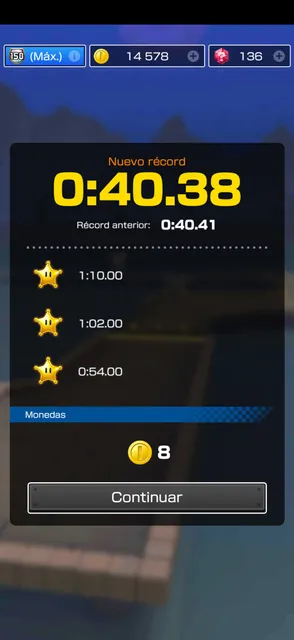 150 (Máx.) i 14 578 + 136 +
Nuevo récord
0:40.38
Récord anterior: 0:40.41
1:10.00
1:02.00
0:54.00
Monedas
8
Continuar